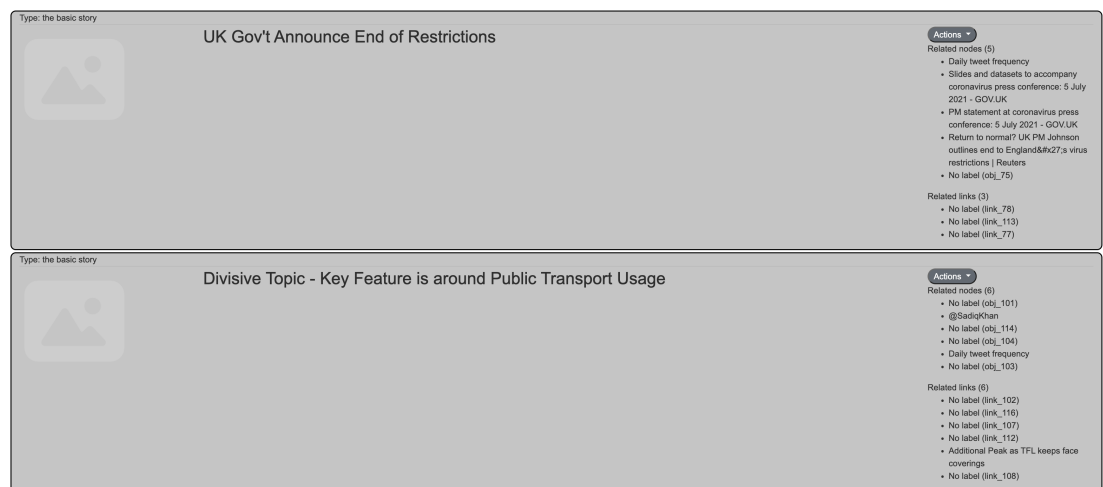 Type: the basic story
UK Gov't Announce End of Restrictions
Actions
Related nodes (5)
Daily tweet frequency
Slides and datasets to accompany
coronavirus press conference: 5 July
2021 - GOV.UK
PM statement at coronavirus press
conference: 5 July 2021 - GOV.UK
Return to normal? UK PM Johnson
outlines end to England&#x27;s virus
restrictions | Reuters
No label (obj_75)
Related links (3)
No label (link_78)
No label (link_113)
No label (link_77)
Type: the basic story
Divisive Topic - Key Feature is around Public Transport Usage
Actions
Related nodes (6)
No label (obj_101)
@SadiqKhan
No label (obj_114)
No label (obj_104)
Daily tweet frequency
No label (obj_103)
Related links (6)
No label (link_102)
No label (link_116)
No label (link_107)
No label (link_112)
Additional Peak as TFL keeps face
coverings
No label (link_108)